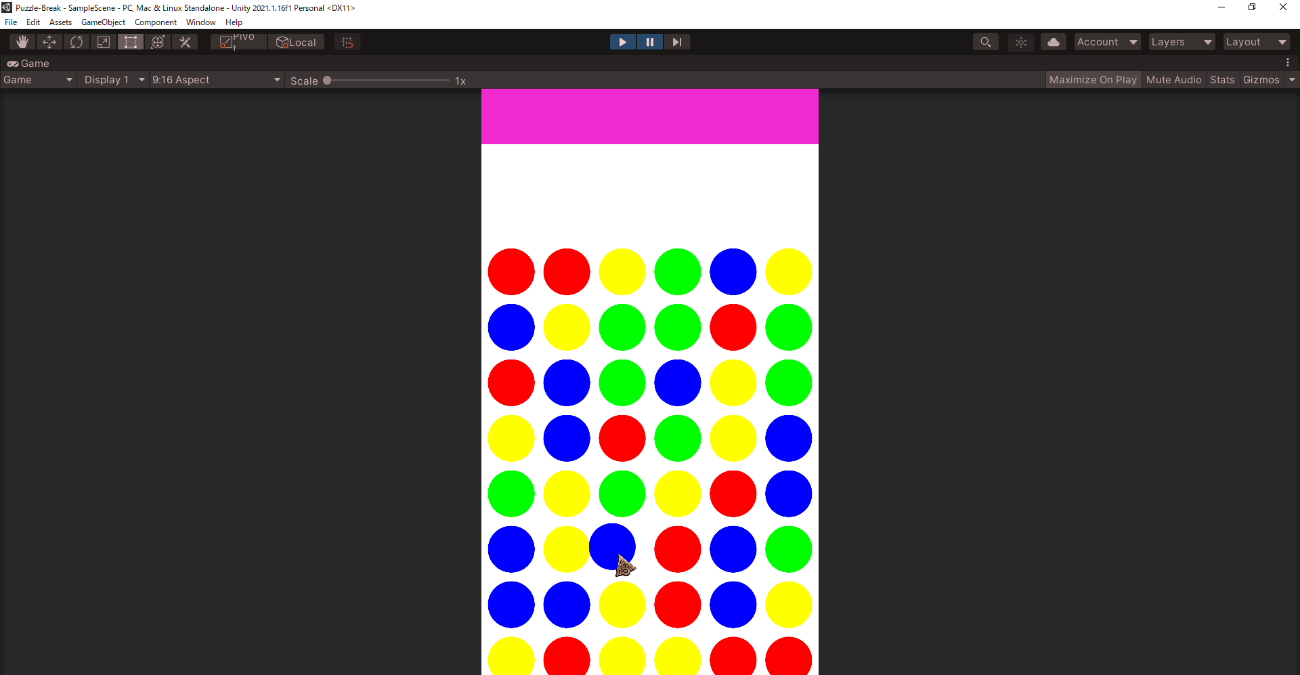 Puzzle-Break - SampleScene - PC, Mac & Linux Standalone - Unity 2021.1.16f1 Personal <DX11>
File Edit Assets GameObject Component Window Help
Pivot Local Account Layers Layout
Game
Game Display 1 9:16 Aspect Scale 1x Maximize On Play Mute Audio Stats Gizmos